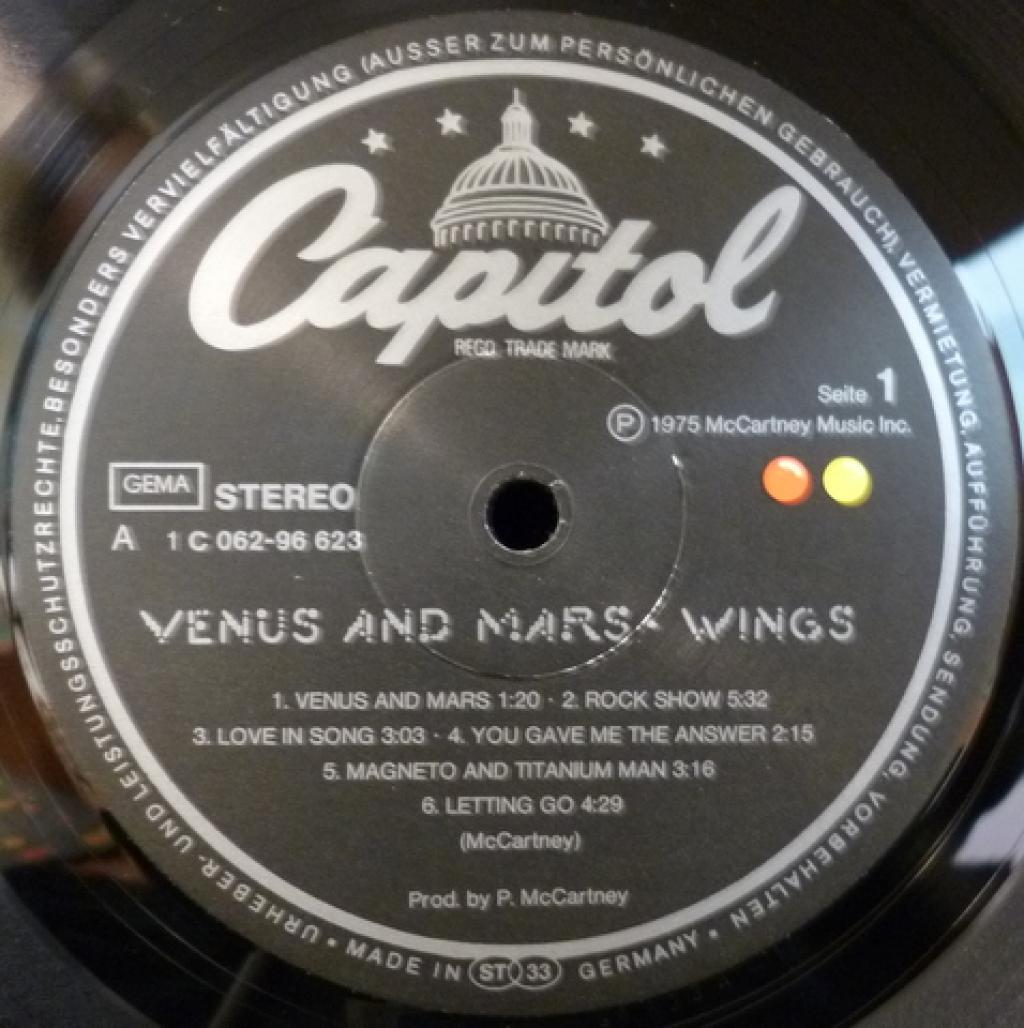 URHEBER- UND LEISTUNGSSCHUTZRECHTE, BESONDERS VERVIELFÄLTIGUNG (AUSSER ZUM PERSÖNLICHEN GEBRAUCH), VERMIETUNG, AUFFÜHRUNG, SENDUNG, VORBEHALTEN
Capitol
REGD. TRADE MARK
Seite 1
Ⓟ 1975 McCartney Music Inc.
GEMA STEREO
A 1 C 062-96 623
VENUS AND MARS · WINGS
1. VENUS AND MARS 1:20 · 2. ROCK SHOW 5:32
3. LOVE IN SONG 3:03 · 4. YOU GAVE ME THE ANSWER 2:15
5. MAGNETO AND TITANIUM MAN 3:16
6. LETTING GO 4:29
(McCartney)
Prod. by P. McCartney
• MADE IN ST 33 GERMANY •